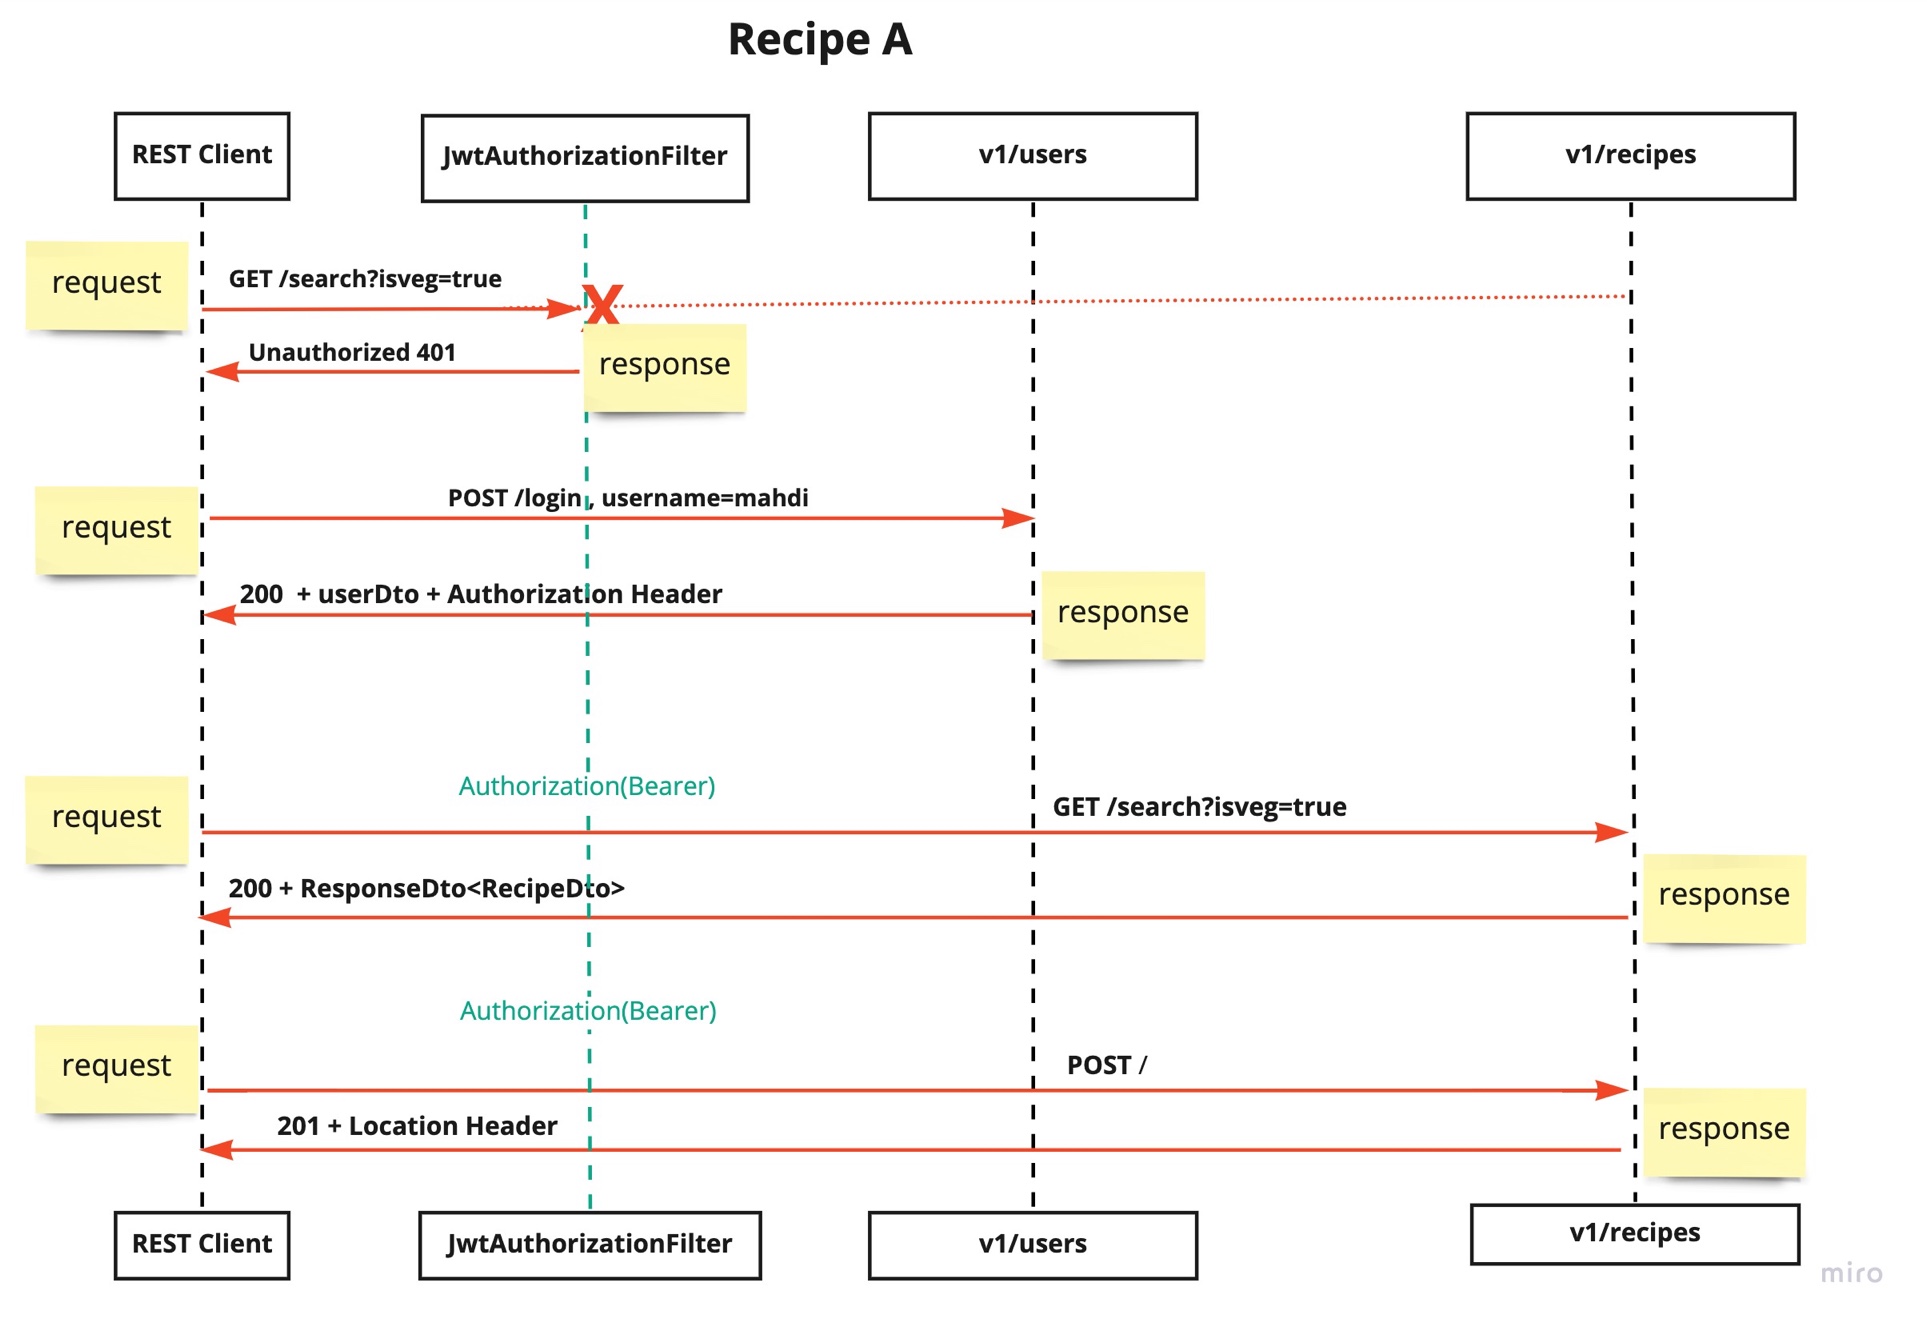 Recipe A
REST Client
JwtAuthorizationFilter
v1/users
v1/recipes
request
GET /search?isveg=true
X
Unauthorized 401
response
request
POST /login , username=mahdi
200 + userDto + Authorization Header
response
request
Authorization(Bearer)
GET /search?isveg=true
200 + ResponseDto<RecipeDto>
response
Authorization(Bearer)
request
POST /
201 + Location Header
response
REST Client
JwtAuthorizationFilter
v1/users
v1/recipes
miro